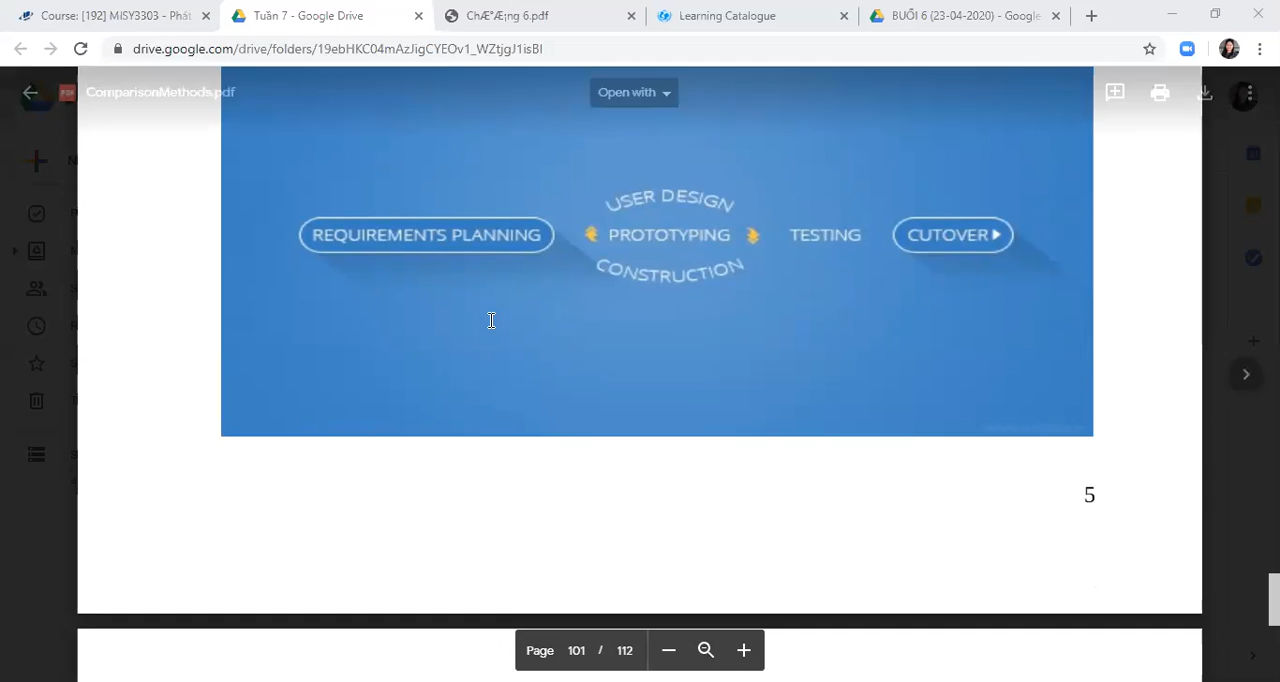 Course: [192] MISY3303 - Phát
Tuần 7 - Google Drive
ChÆ°Æ¡ng 6.pdf
Learning Catalogue
BUỔI 6 (23-04-2020) - Google
drive.google.com/drive/folders/19ebHKC04mAzJigCYEOv1_WZtjgJ1isBI
ComparisonMethods.pdf
Open with
USER DESIGN
REQUIREMENTS PLANNING
PROTOTYPING
TESTING
CUTOVER
CONSTRUCTION
5
Page 101 / 112